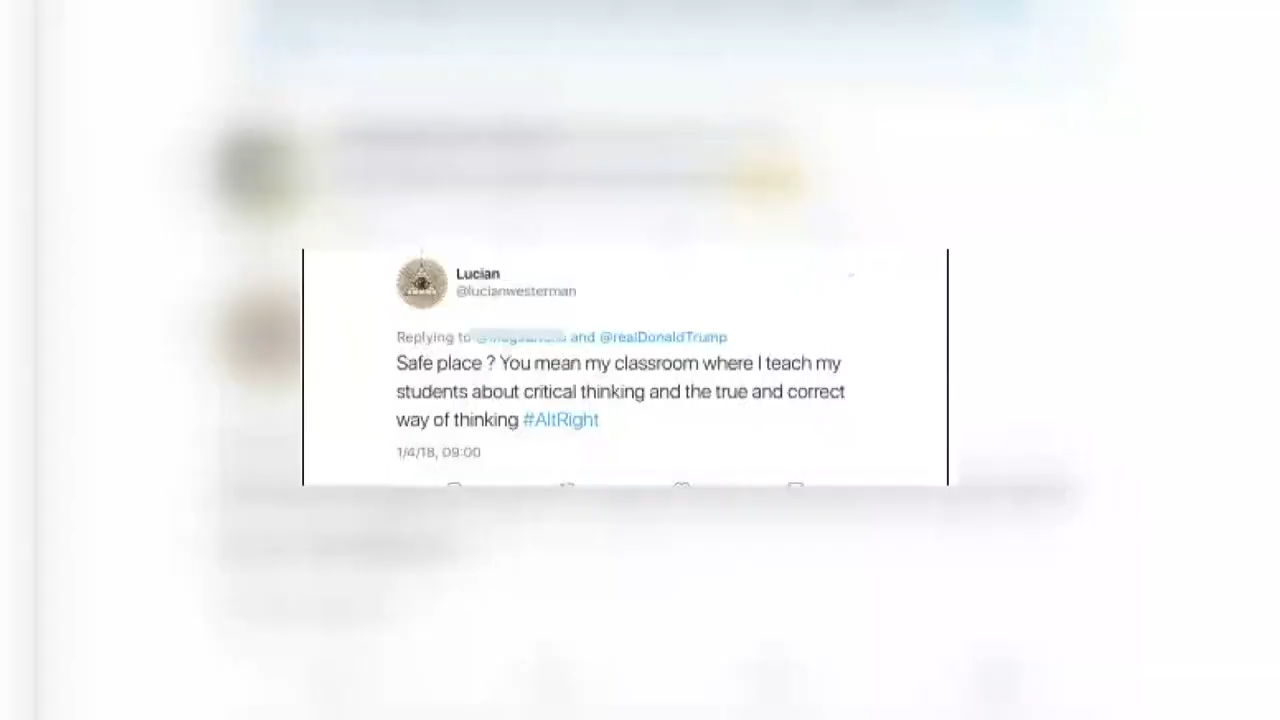 Lucian
@lucianwesterman
Replying to and @realDonaldTrump
Safe place ? You mean my classroom where I teach my
students about critical thinking and the true and correct
way of thinking #AltRight
1/4/18, 09:00